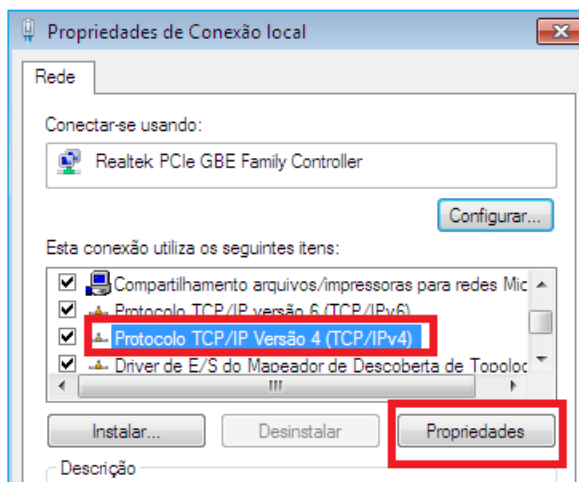 Propriedades de Conexão local
Rede
Conectar-se usando:
Realtek PCIe GBE Family Controller
Configurar...
Esta conexão utiliza os seguintes itens:
Compartilhamento arquivos/impressoras para redes Mic
Protocolo TCP/IP versão 6 (TCP/IPv6)
Protocolo TCP/IP Versão 4 (TCP/IPv4)
Driver de E/S do Mapeador de Descoberta de Topoloc
Instalar... Desinstalar Propriedades
Descrição